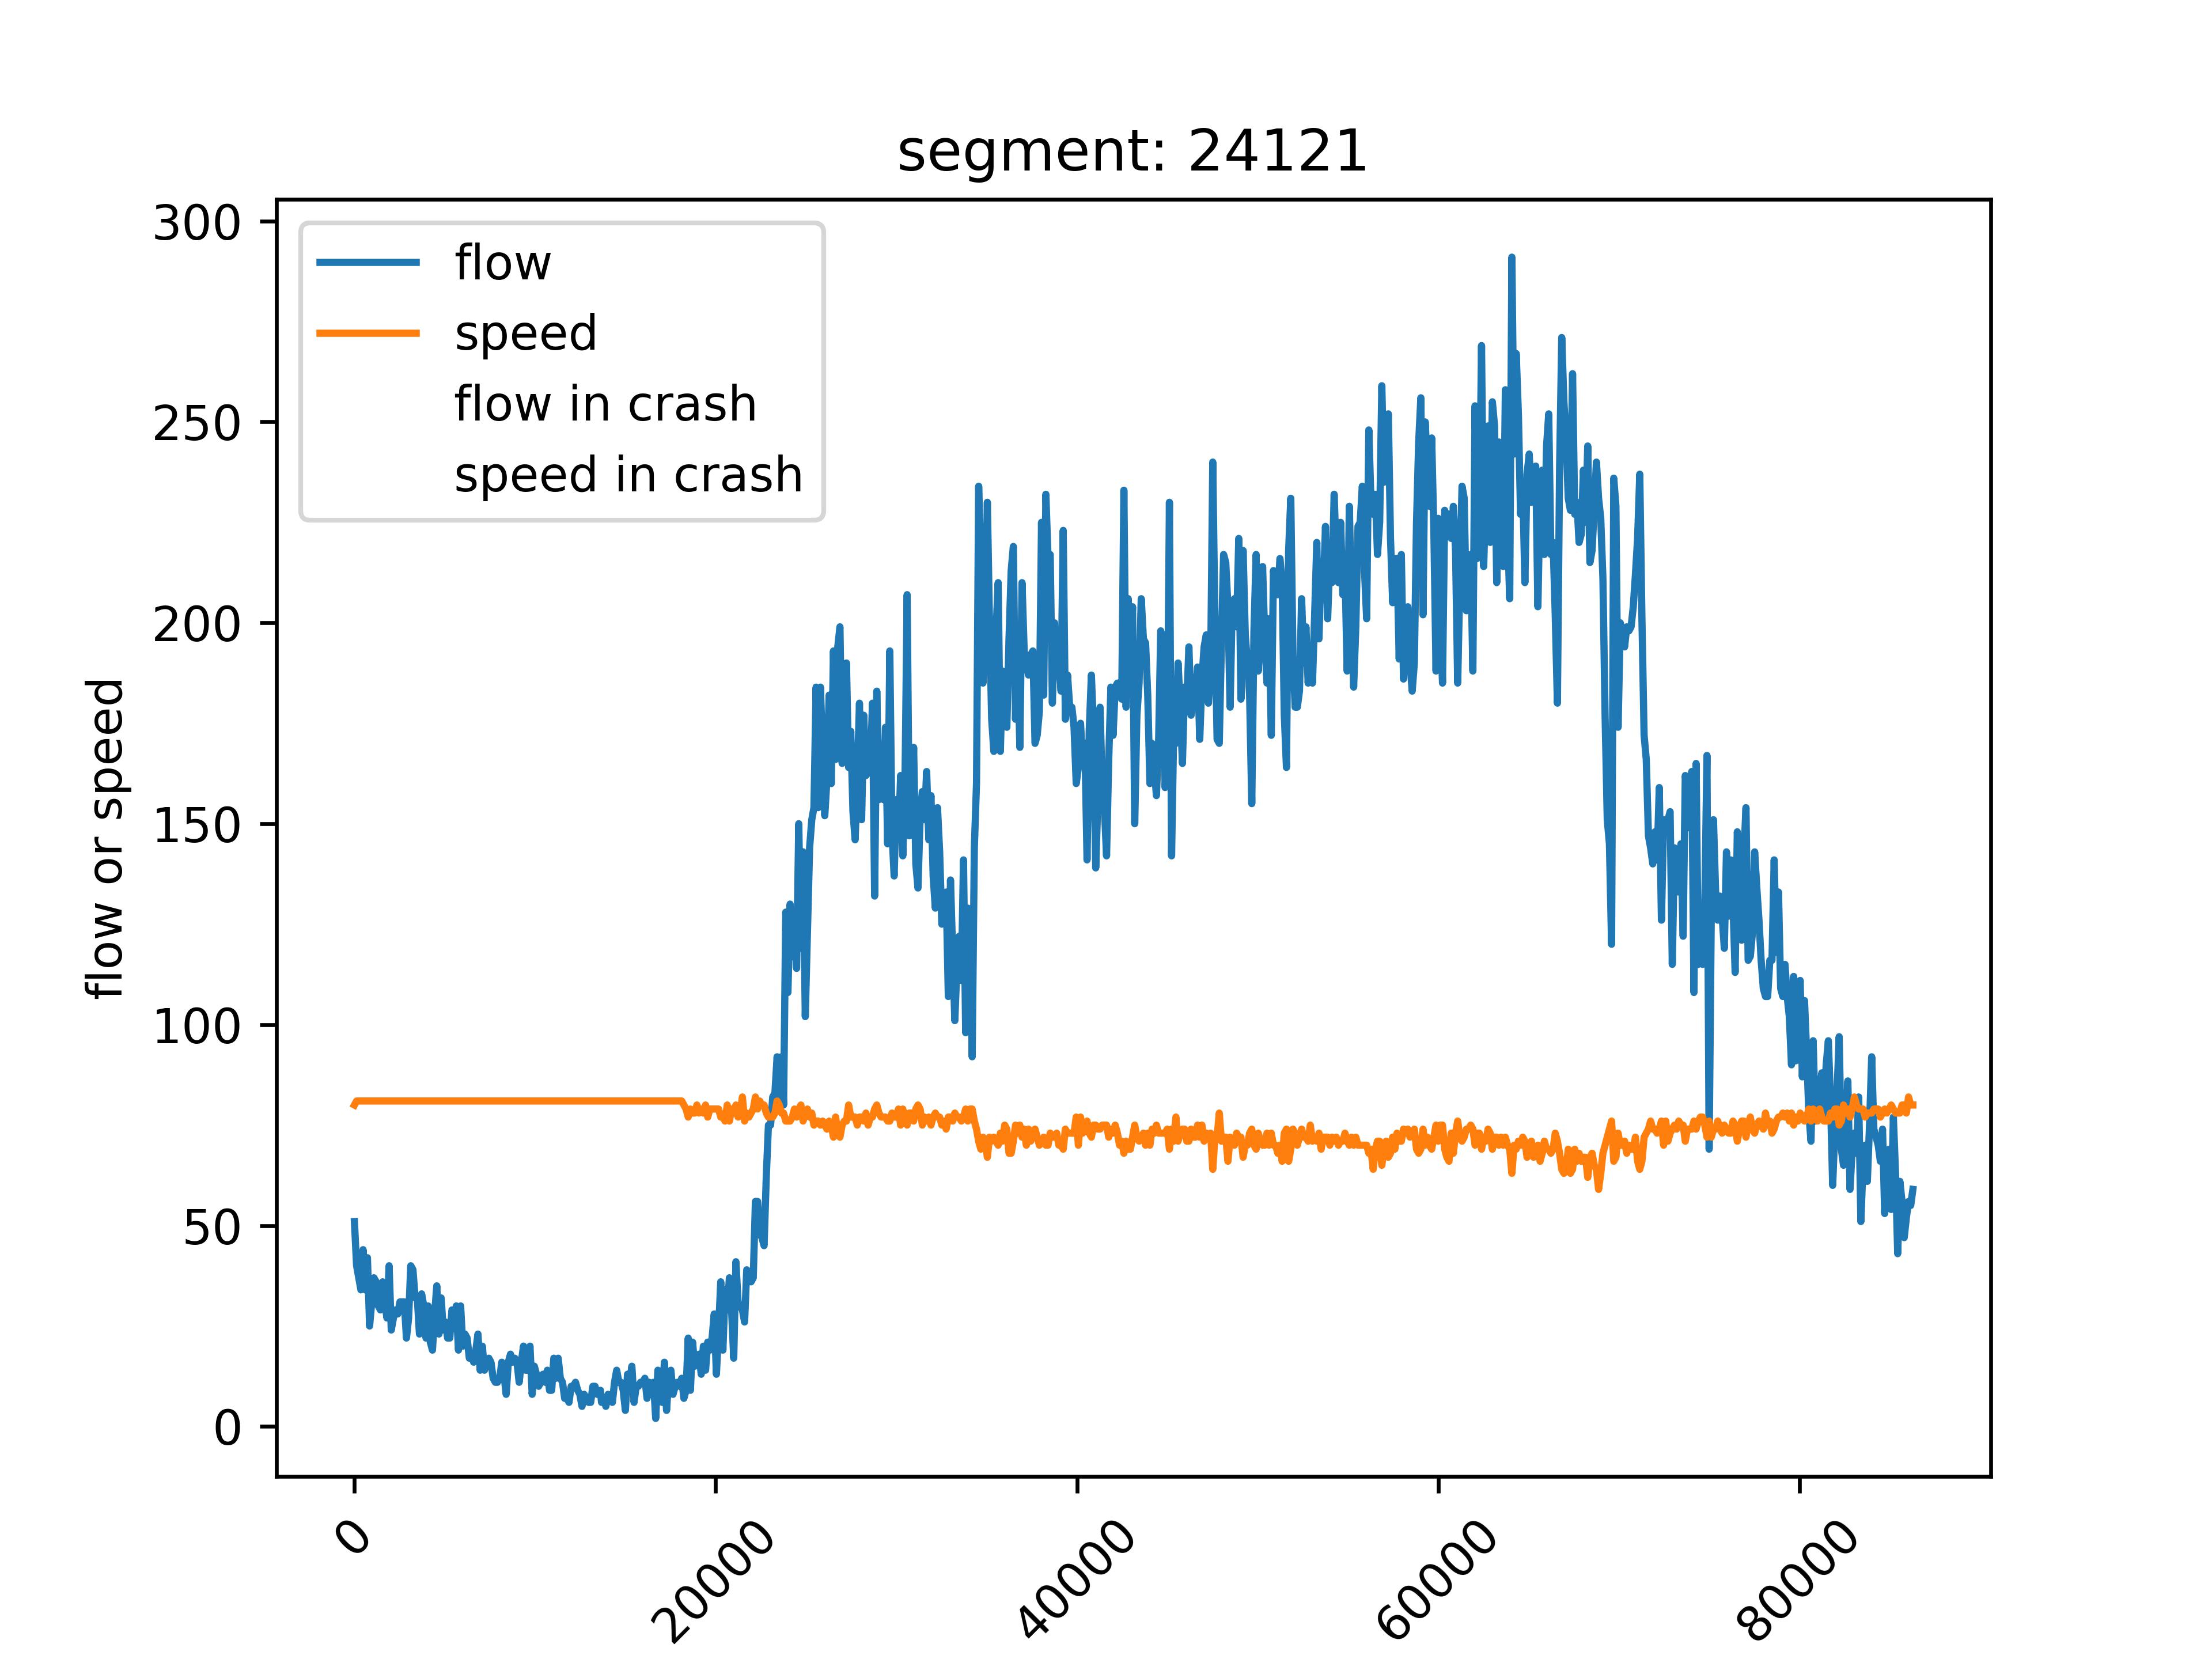 segment: 24121
flow or speed
300
250
200
150
100
50
0
flow
speed
flow in crash
speed in crash
0
20000
40000
60000
80000